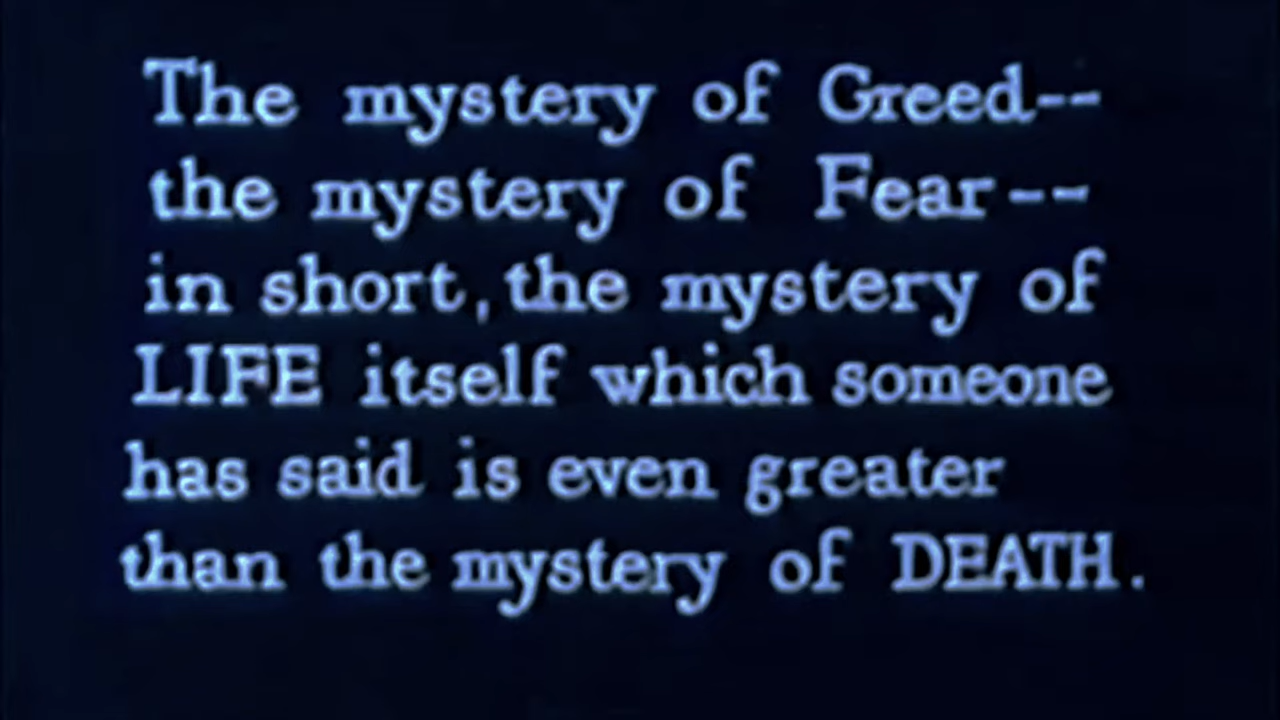 The mystery of Greed--
the mystery of Fear--
in short, the mystery of
LIFE itself which someone
has said is even greater
than the mystery of DEATH.